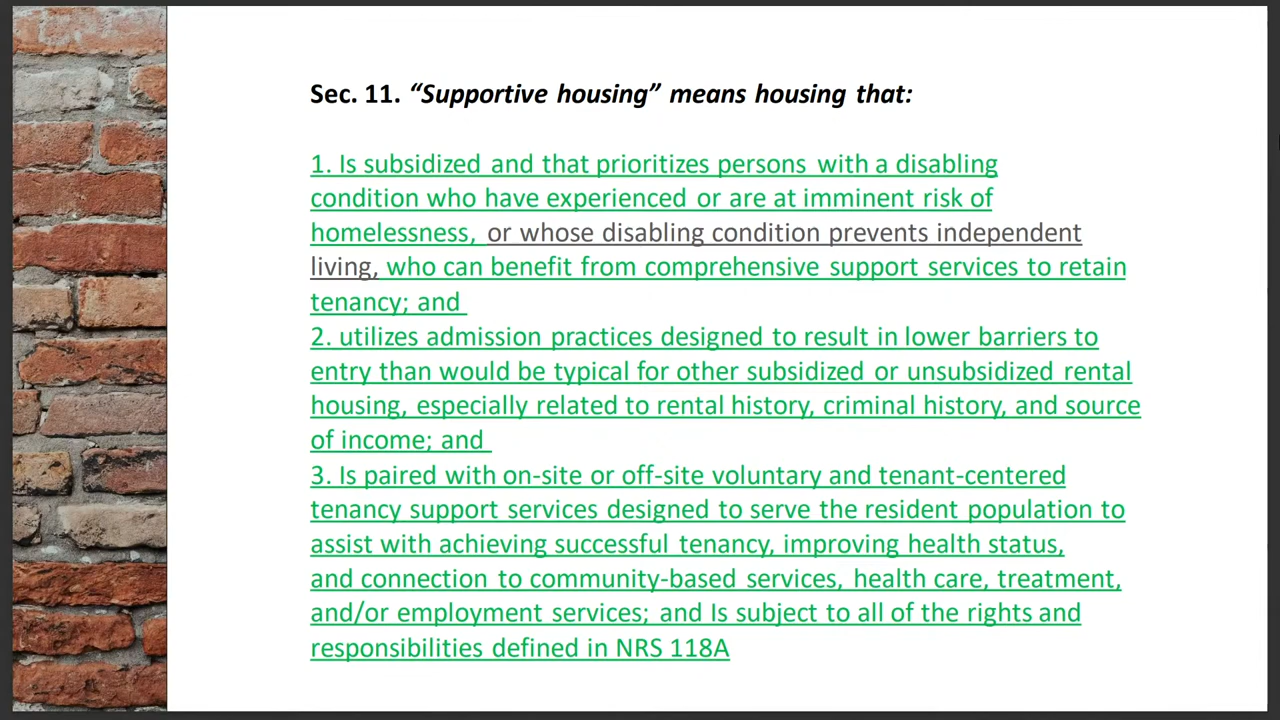 Sec. 11. “Supportive housing” means housing that:
1. Is subsidized and that prioritizes persons with a disabling
condition who have experienced or are at imminent risk of
homelessness, or whose disabling condition prevents independent
living, who can benefit from comprehensive support services to retain
tenancy; and
2. utilizes admission practices designed to result in lower barriers to
entry than would be typical for other subsidized or unsubsidized rental
housing, especially related to rental history, criminal history, and source
of income; and
3. Is paired with on-site or off-site voluntary and tenant-centered
tenancy support services designed to serve the resident population to
assist with achieving successful tenancy, improving health status,
and connection to community-based services, health care, treatment,
and/or employment services; and Is subject to all of the rights and
responsibilities defined in NRS 118A